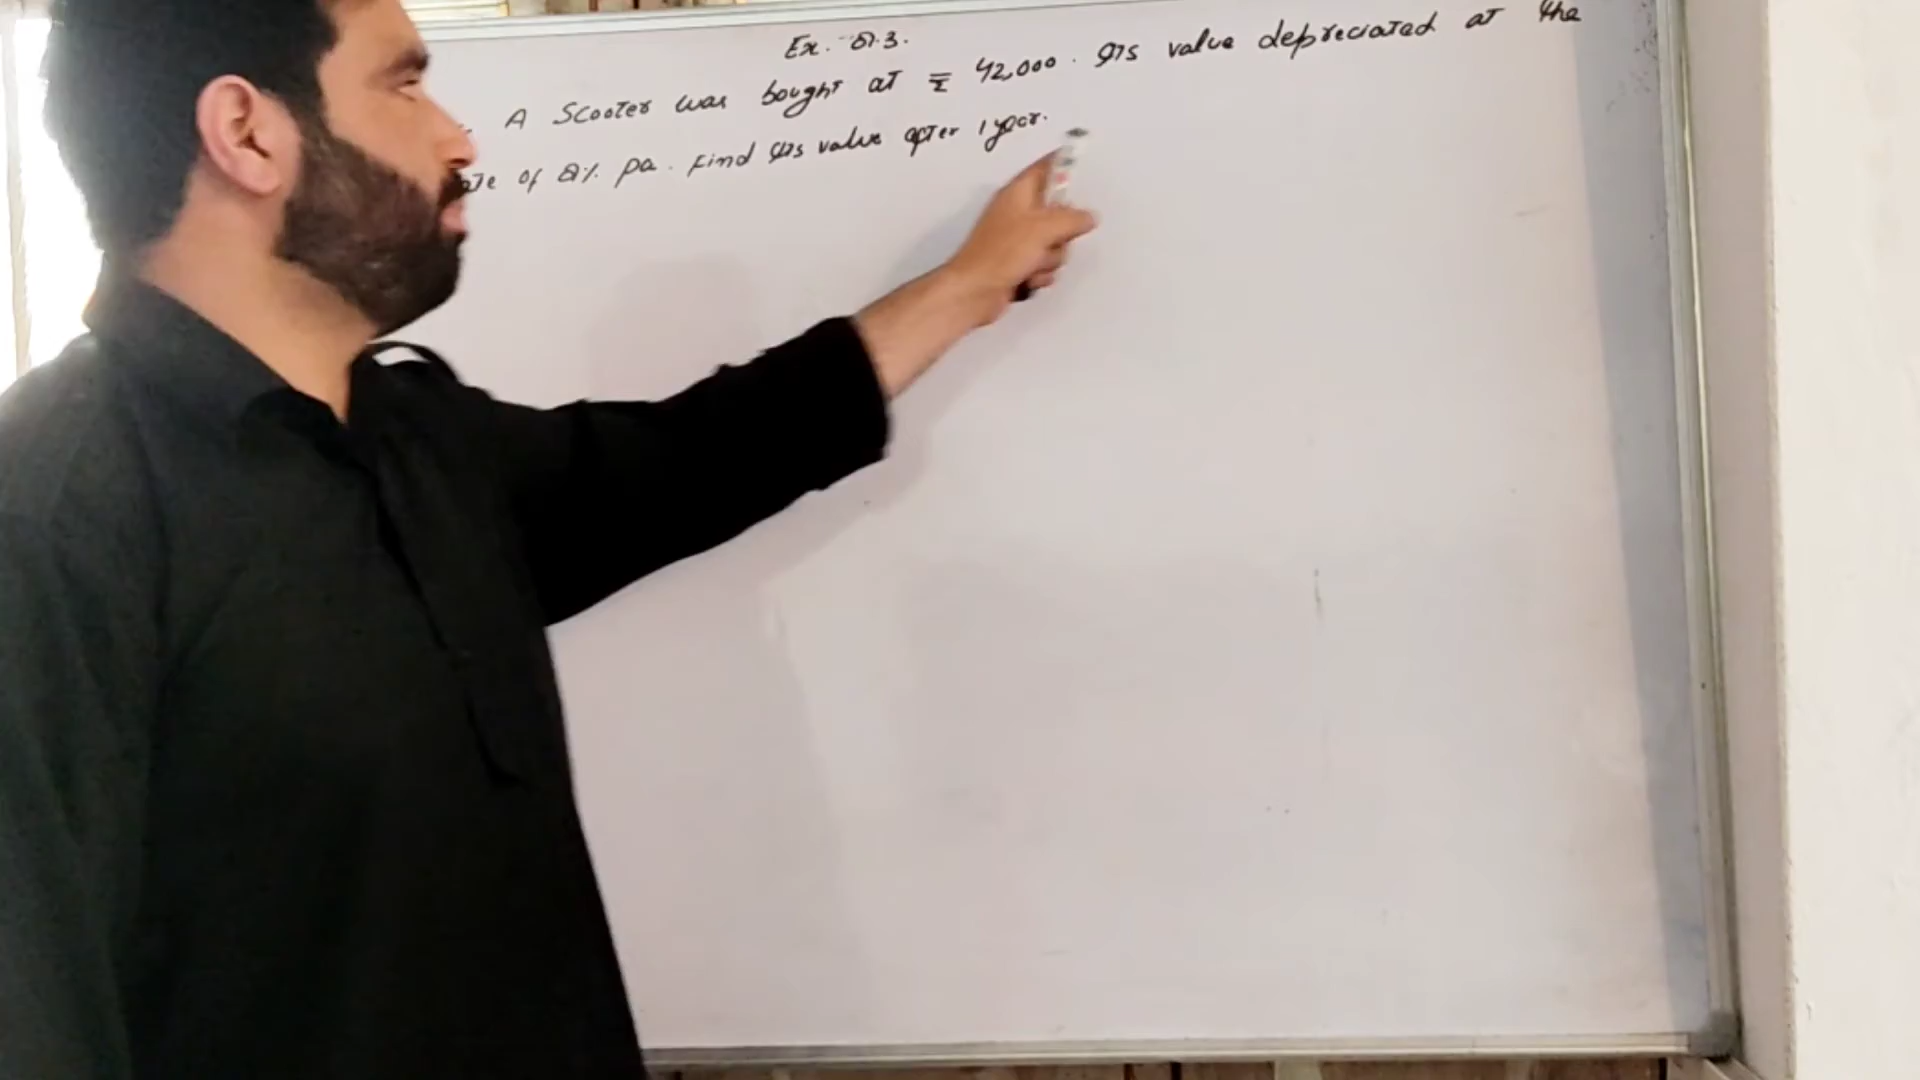 Ex. 8.3.
A Scooter was bought at ₹ 42,000. Its value depreciated at the
of 8% pa. Find its value after 1 year.